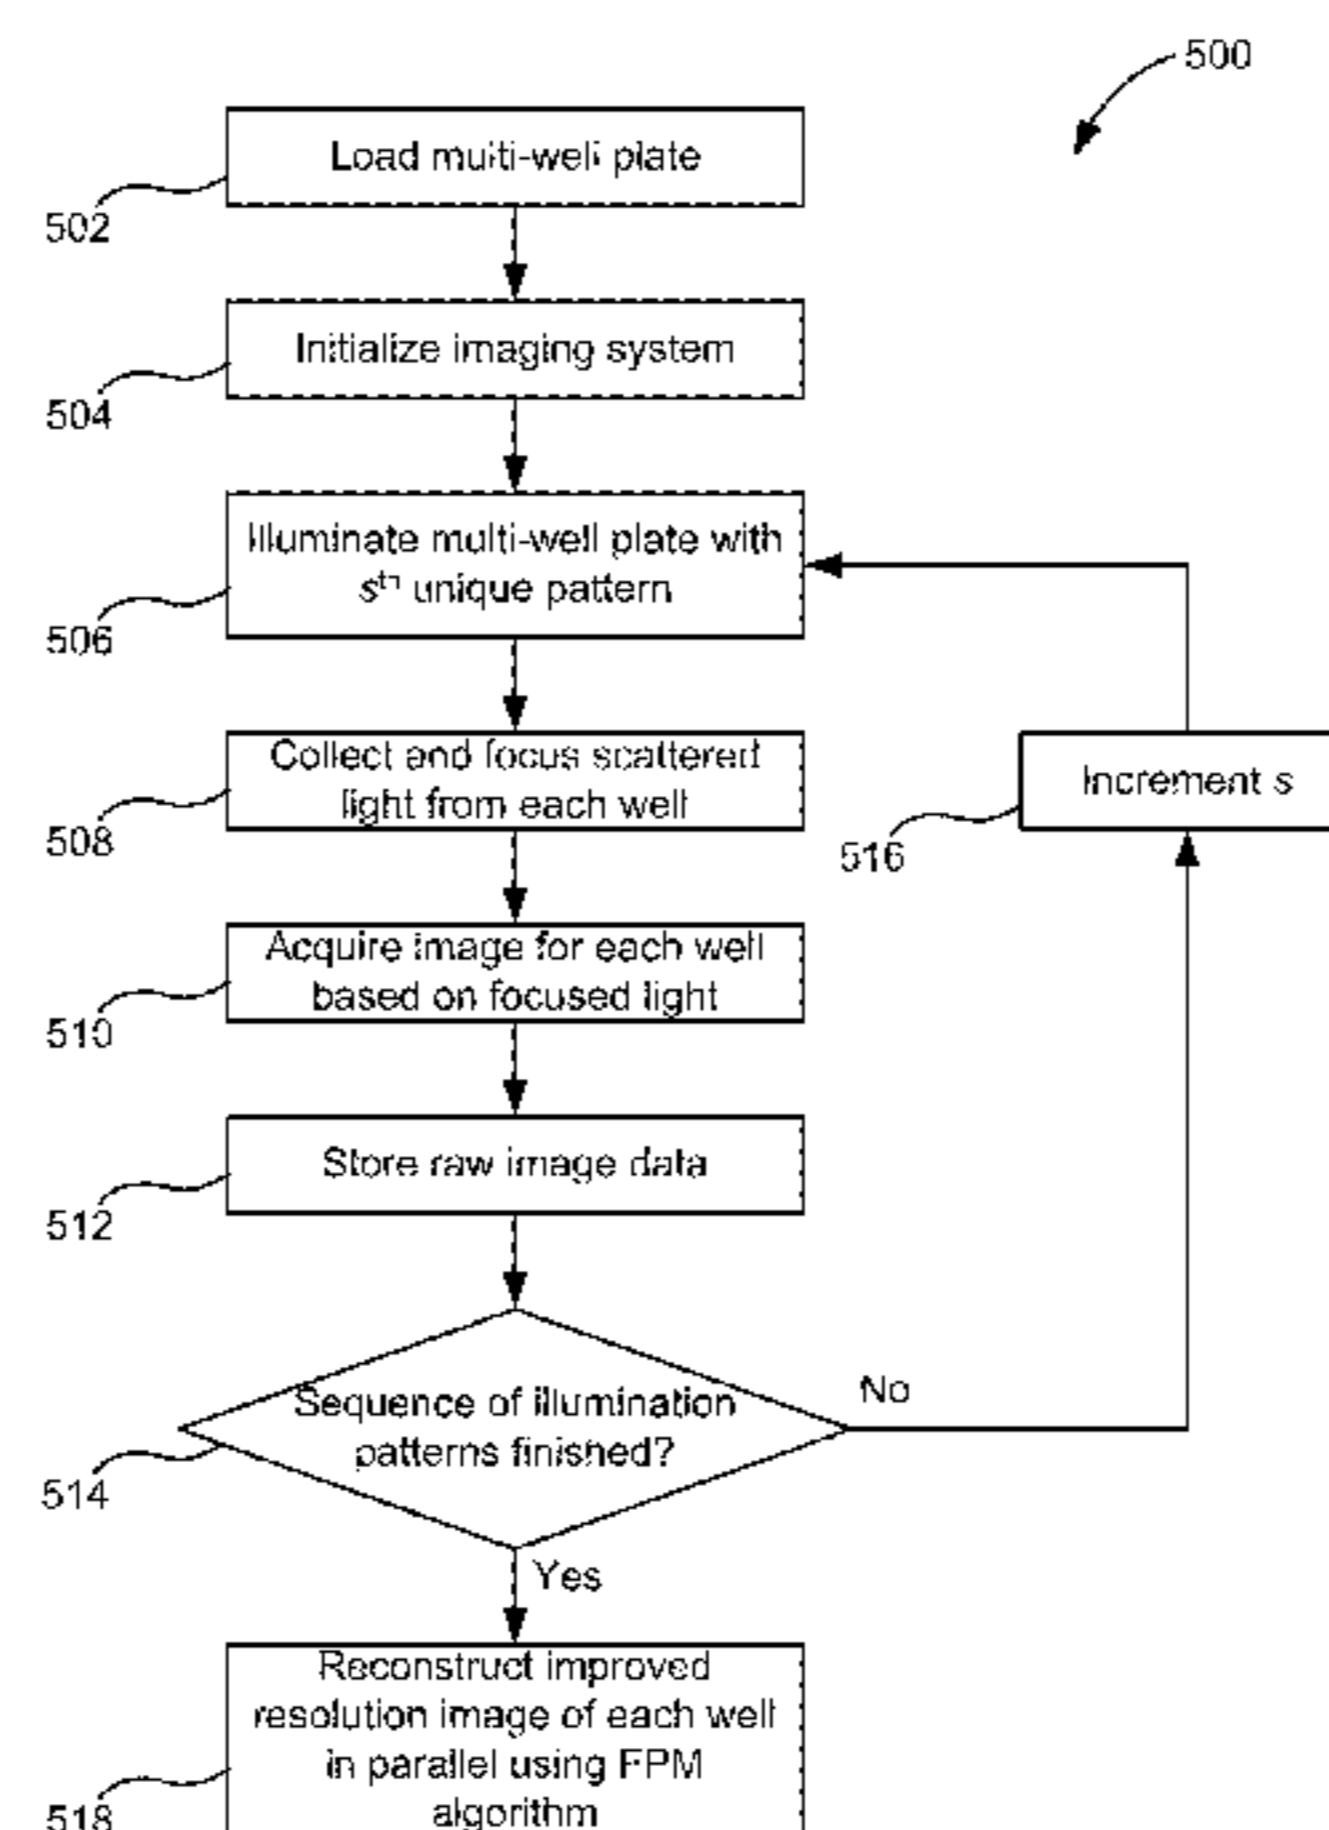 500
Load multi-well plate
502
Initialize imaging system
504
Illuminate multi-well plate with
sth unique pattern
506
Collect and focus scattered
light from each well
508
Increment s
516
Acquire image for each well
based on focused light
510
Store raw image data
512
Sequence of illumination
patterns finished?
No
514
Yes
Reconstruct improved
resolution image of each well
in parallel using FPM
algorithm
518